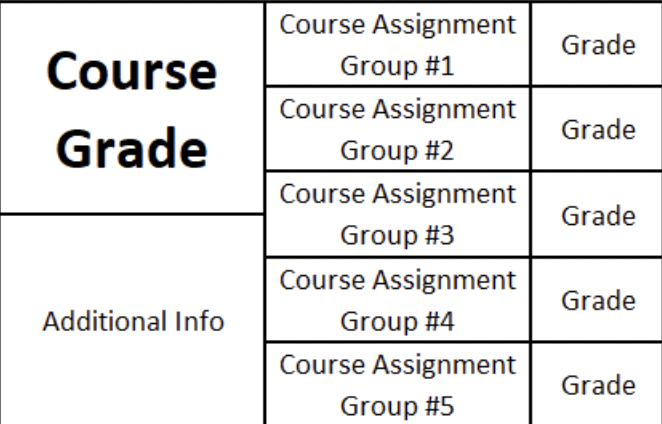 Course
Grade
Additional Info
Course Assignment
Group #1
Grade
Course Assignment
Group #2
Grade
Course Assignment
Group #3
Grade
Course Assignment
Group #4
Grade
Course Assignment
Group #5
Grade